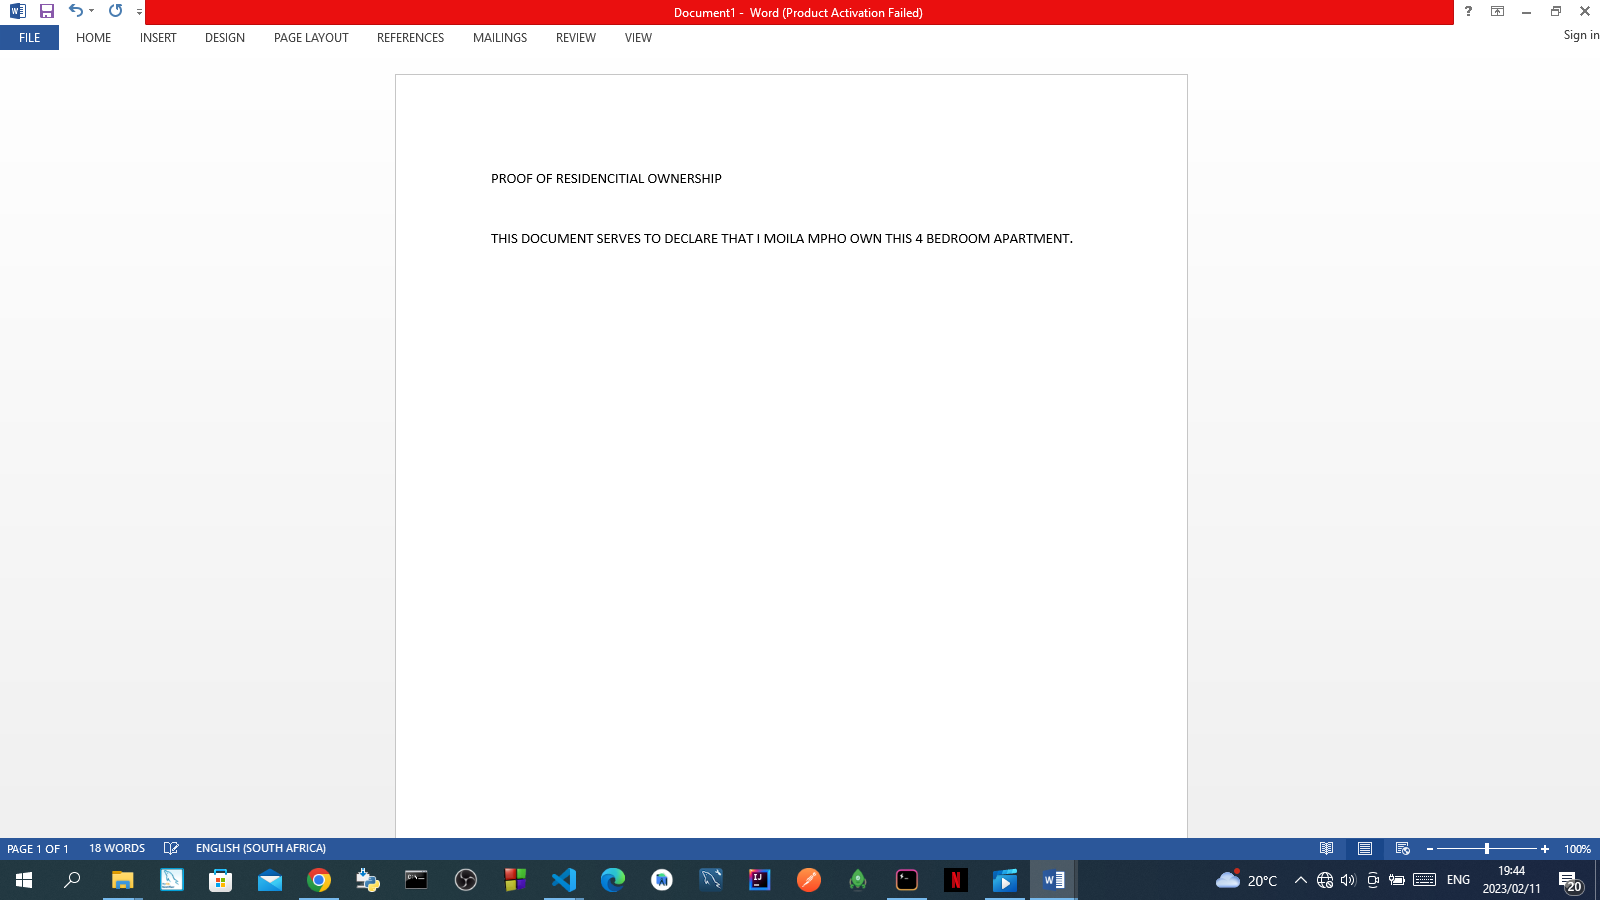 Document1 - Word (Product Activation Failed)
?
FILE HOME INSERT DESIGN PAGE LAYOUT REFERENCES MAILINGS REVIEW VIEW
Sign in
PROOF OF RESIDENCITIAL OWNERSHIP
THIS DOCUMENT SERVES TO DECLARE THAT I MOILA MPHO OWN THIS 4 BEDROOM APARTMENT.
PAGE 1 OF 1 18 WORDS ENGLISH (SOUTH AFRICA)
100%
20°C ENG 19:44
2023/02/11
20